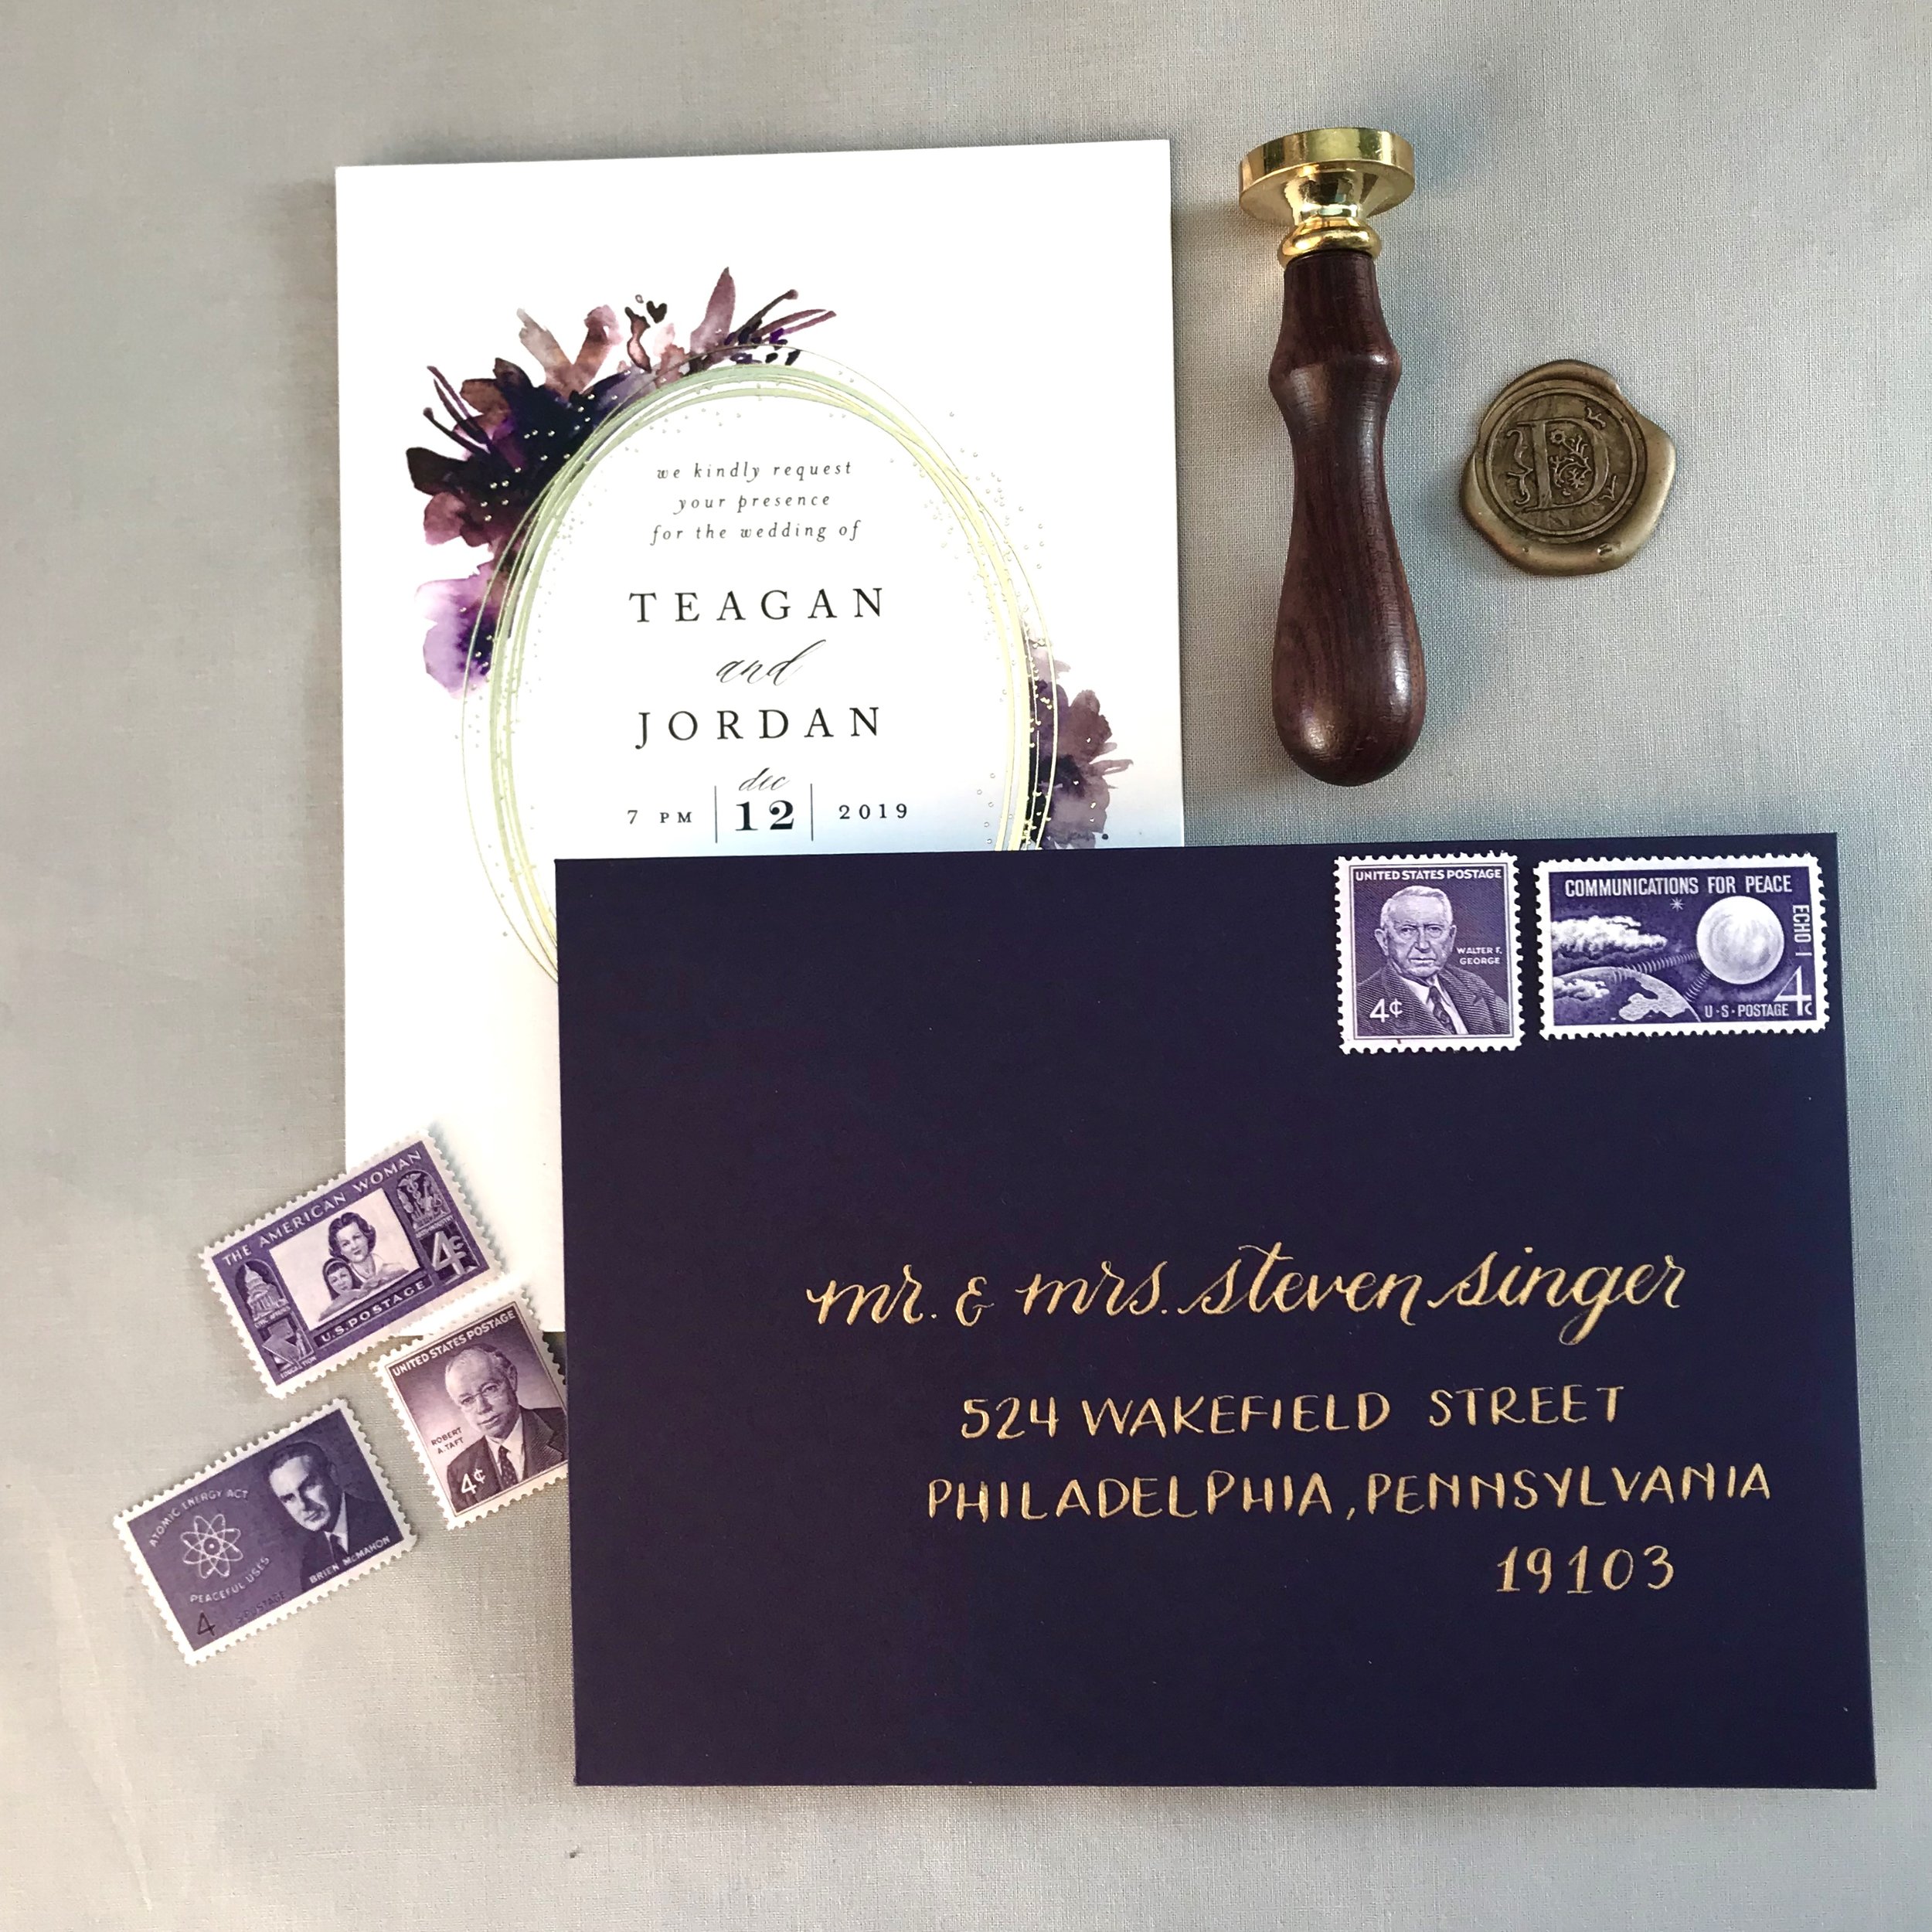 we kindly request
your presence
for the wedding of
TEAGAN
and
JORDAN
dec
7 PM 12 2019
UNITED STATES POSTAGE
WALTER F.
GEORGE
4¢
COMMUNICATIONS FOR PEACE
ECHO I
U·S·POSTAGE 4¢
D
mr. & mrs. steven singer
524 WAKEFIELD STREET
PHILADELPHIA, PENNSYLVANIA
19103
THE AMERICAN WOMAN
4¢
U.S. POSTAGE
EDUCATION
UNITED STATES POSTAGE
ROBERT
A. TAFT
4¢
ATOMIC ENERGY ACT
PEACEFUL USES
BRIEN McMAHON
4 U.S. POSTAGE